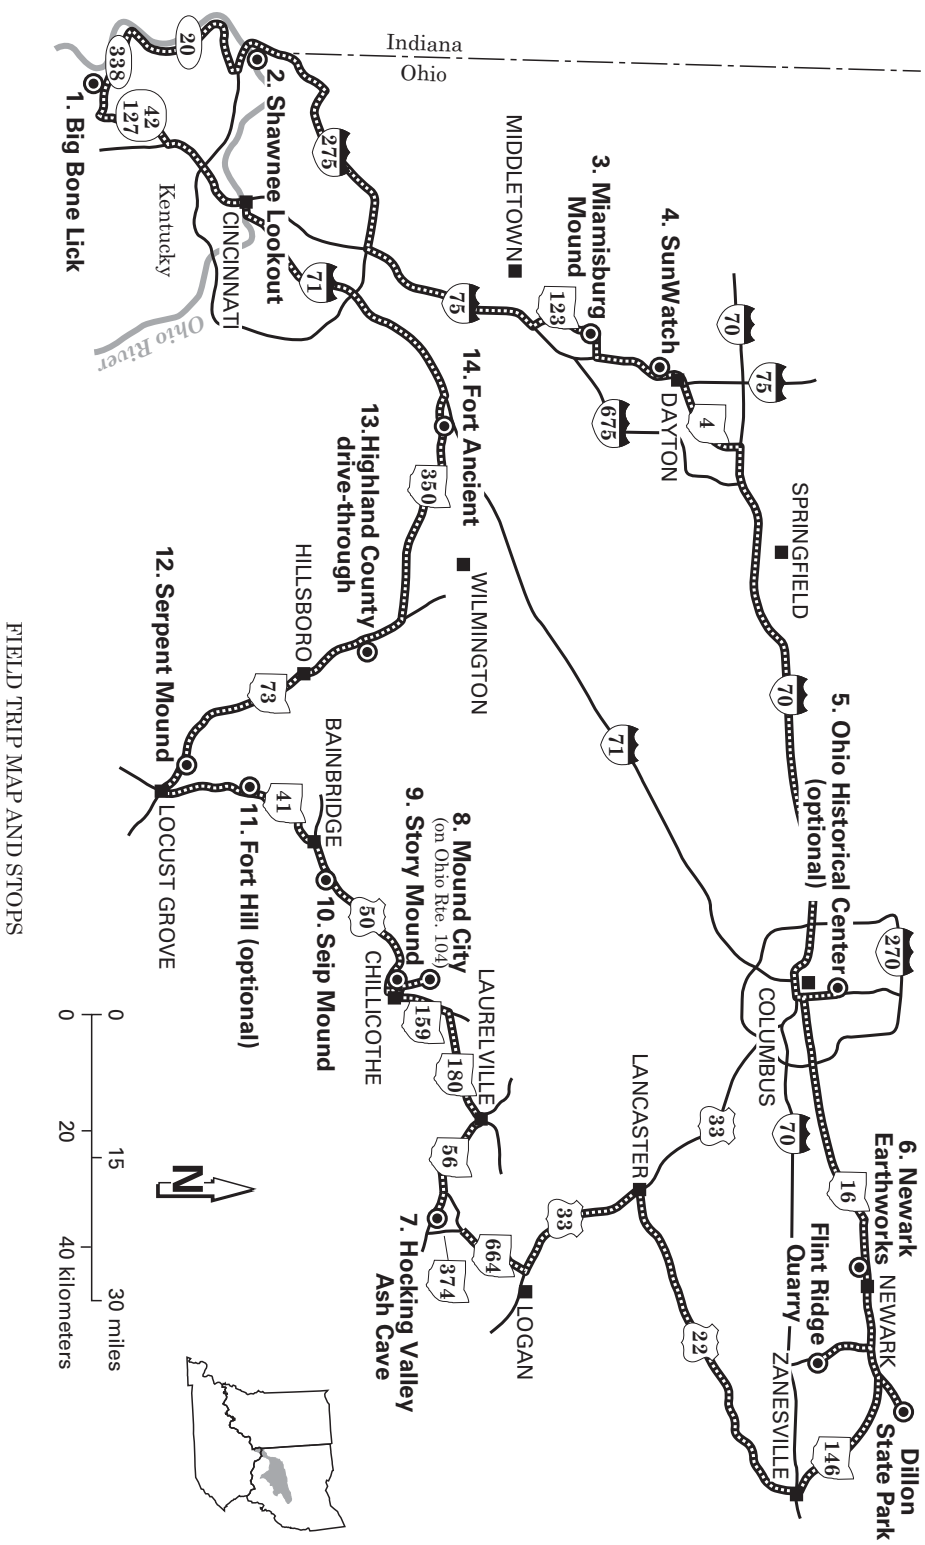 Indiana
Ohio
20
338
42
127
1. Big Bone Lick
2. Shawnee Lookout
275
Kentucky
CINCINNATI
Ohio River
71
MIDDLETOWN
75
3. Miamisburg
Mound
123
4. SunWatch
DAYTON
675
70
75
4
SPRINGFIELD
70
14. Fort Ancient
350
WILMINGTON
71
13.Highland County
drive-through
HILLSBORO
73
12. Serpent Mound
LOCUST GROVE
11. Fort Hill (optional)
41
BAINBRIDGE
10. Seip Mound
50
8. Mound City
(on Ohio Rte. 104)
9. Story Mound
CHILLICOTHE
159
180
LAURELVILLE
56
7. Hocking Valley
Ash Cave
374
664
LOGAN
33
LANCASTER
33
22
5. Ohio Historical Center
(optional)
270
COLUMBUS
70
16
6. Newark
Earthworks
NEWARK
Flint Ridge
Quarry
Dillon
State Park
146
ZANESVILLE
0 15 30 miles
0 20 40 kilometers
N
FIELD TRIP MAP AND STOPS